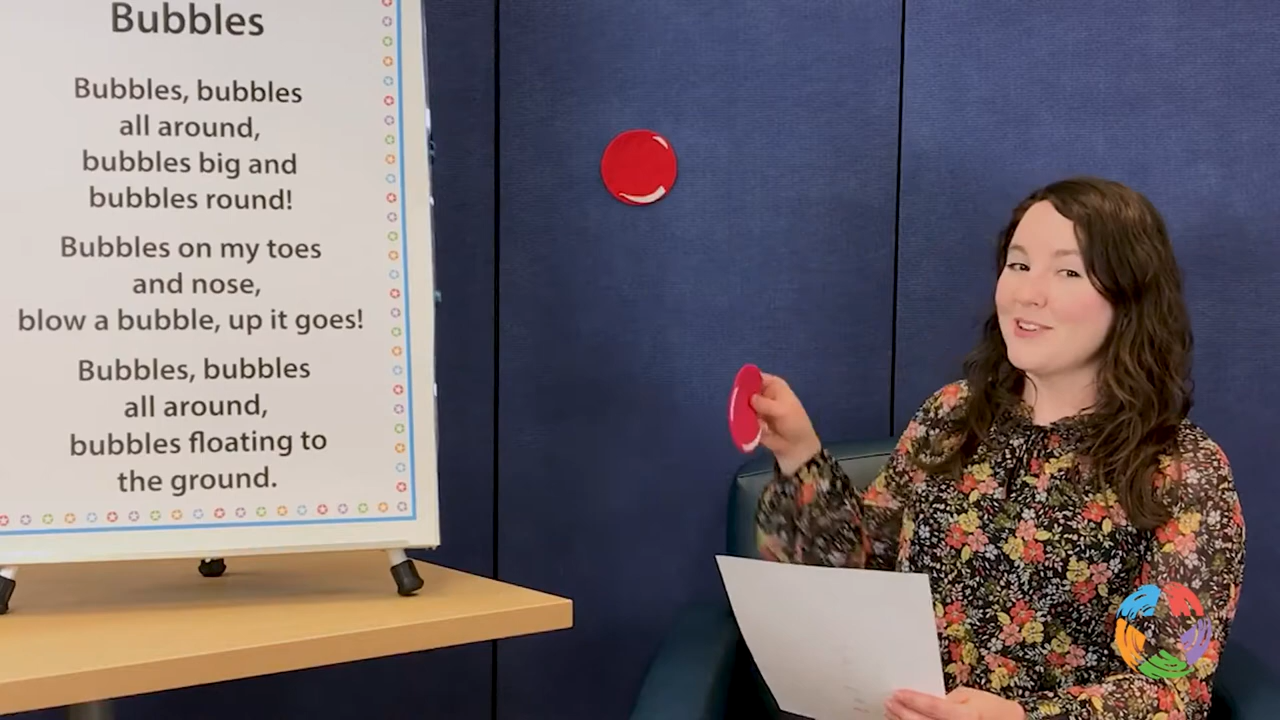 Bubbles
Bubbles, bubbles
all around,
bubbles big and
bubbles round!
Bubbles on my toes
and nose,
blow a bubble, up it goes!
Bubbles, bubbles
all around,
bubbles floating to
the ground.